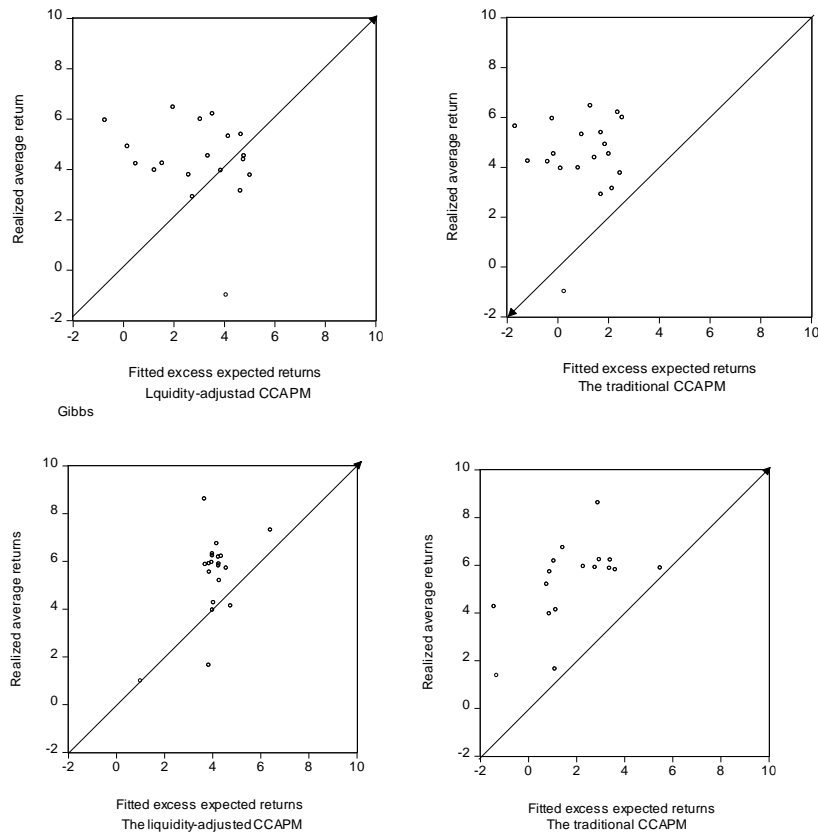 10
8
6
4
2
0
-2
-2 0 2 4 6 8 10
Realized average return
Fitted excess expected returns
Lquidity-adjustad CCAPM
Gibbs
10
8
6
4
2
0
-2
-2 0 2 4 6 8 10
Realized average return
Fitted excess expected returns
The traditional CCAPM
10
8
6
4
2
0
-2
-2 0 2 4 6 8 10
Realized average returns
Fitted excess expected returns
The liquidity-adjusted CCAPM
10
8
6
4
2
0
-2
-2 0 2 4 6 8 10
Realized average returns
Fitted excess expected returns
The traditional CCAPM